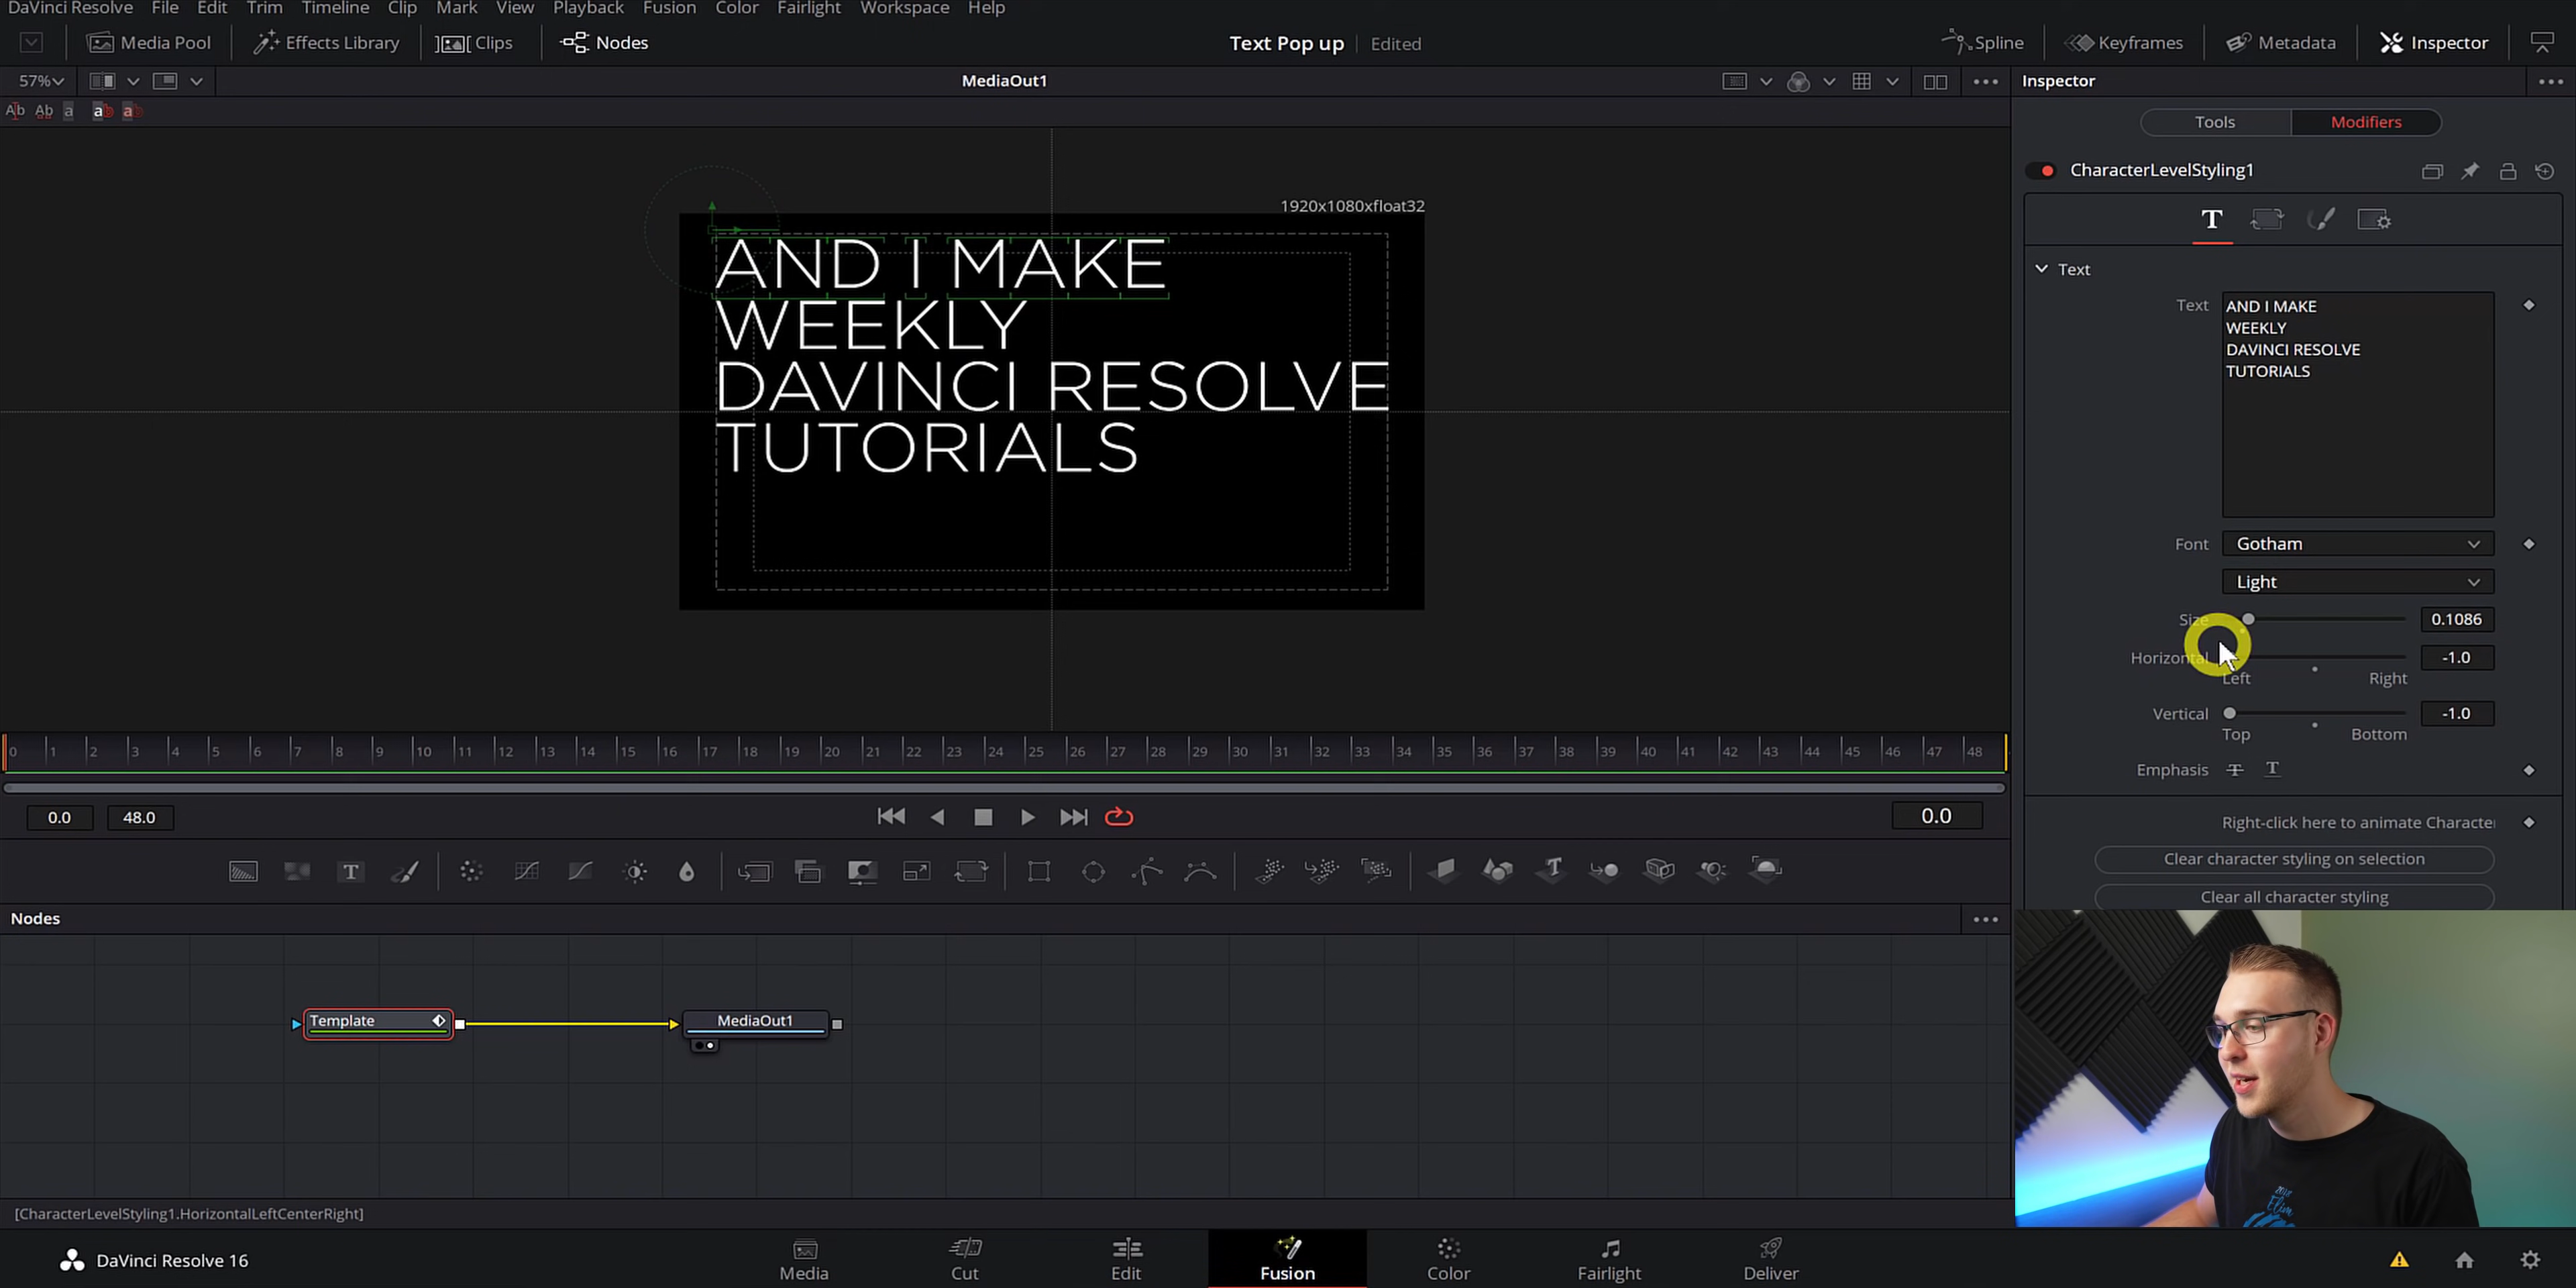 DaVinci Resolve File Edit Trim Timeline Clip Mark View Playback Fusion Color Fairlight Workspace Help
Media Pool Effects Library Clips Nodes Text Pop up Edited Spline Keyframes Metadata Inspector
57% MediaOut1 Inspector
Ab Ab a ab ab
Tools Modifiers
CharacterLevelStyling1
1920x1080xfloat32
AND I MAKE
WEEKLY
DAVINCI RESOLVE
TUTORIALS
T
Text
Text AND I MAKE
WEEKLY
DAVINCI RESOLVE
TUTORIALS
Font Gotham
Light
Size 0.1086
Horizontal -1.0
Left Right
Vertical -1.0
Top Bottom
Emphasis T T
Right-click here to animate Character
Clear character styling on selection
Clear all character styling
0 1 2 3 4 5 6 7 8 9 10 11 12 13 14 15 16 17 18 19 20 21 22 23 24 25 26 27 28 29 30 31 32 33 34 35 36 37 38 39 40 41 42 43 44 45 46 47 48
0.0 48.0 0.0
T T
Nodes
Template MediaOut1
[CharacterLevelStyling1.HorizontalLeftCenterRight]
DaVinci Resolve 16 Media Cut Edit Fusion Color Fairlight Deliver